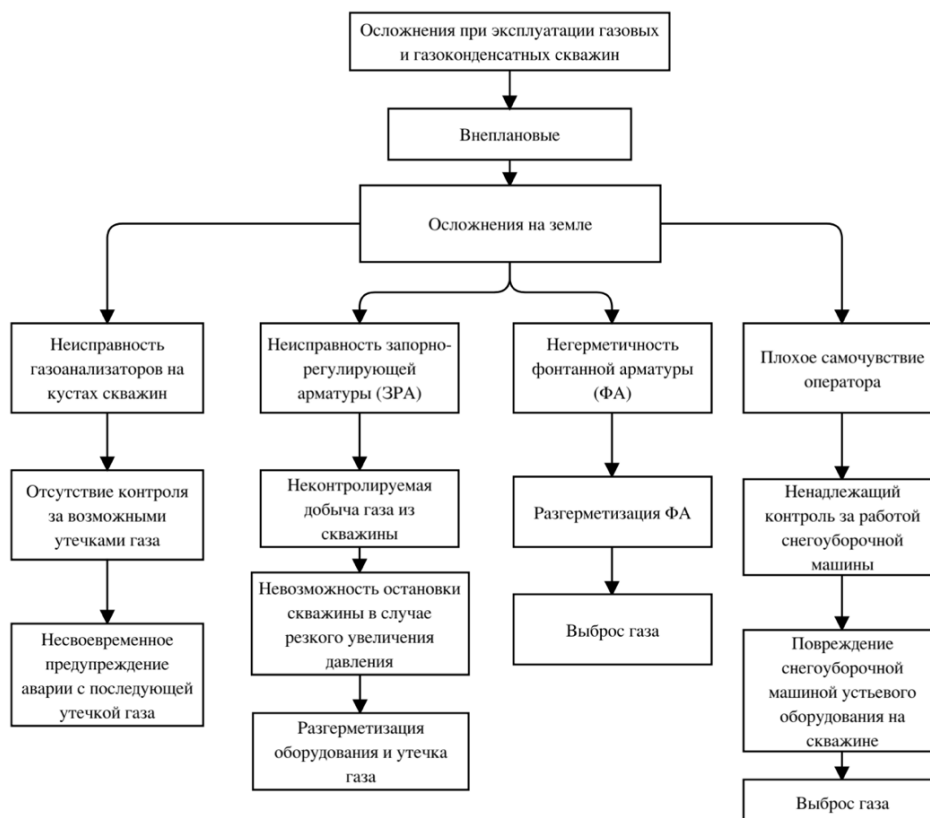 Осложнения при эксплуатации газовых
и газоконденсатных скважин
Внеплановые
Осложнения на земле
Неисправность
газоанализаторов на
кустах скважин
Неисправность запорно-
регулирующей
арматуры (ЗРА)
Негерметичность
фонтанной арматуры
(ФА)
Плохое самочувствие
оператора
Отсутствие контроля
за возможными
утечками газа
Неконтролируемая
добыча газа из
скважины
Разгерметизация ФА
Ненадлежащий
контроль за работой
снегоуборочной
машины
Несвоевременное
предупреждение
аварии с последующей
утечкой газа
Невозможность остановки
скважины в случае
резкого увеличения
давления
Выброс газа
Повреждение
снегоуборочной
машиной устьевого
оборудования на
скважине
Разгерметизация
оборудования и утечка
газа
Выброс газа